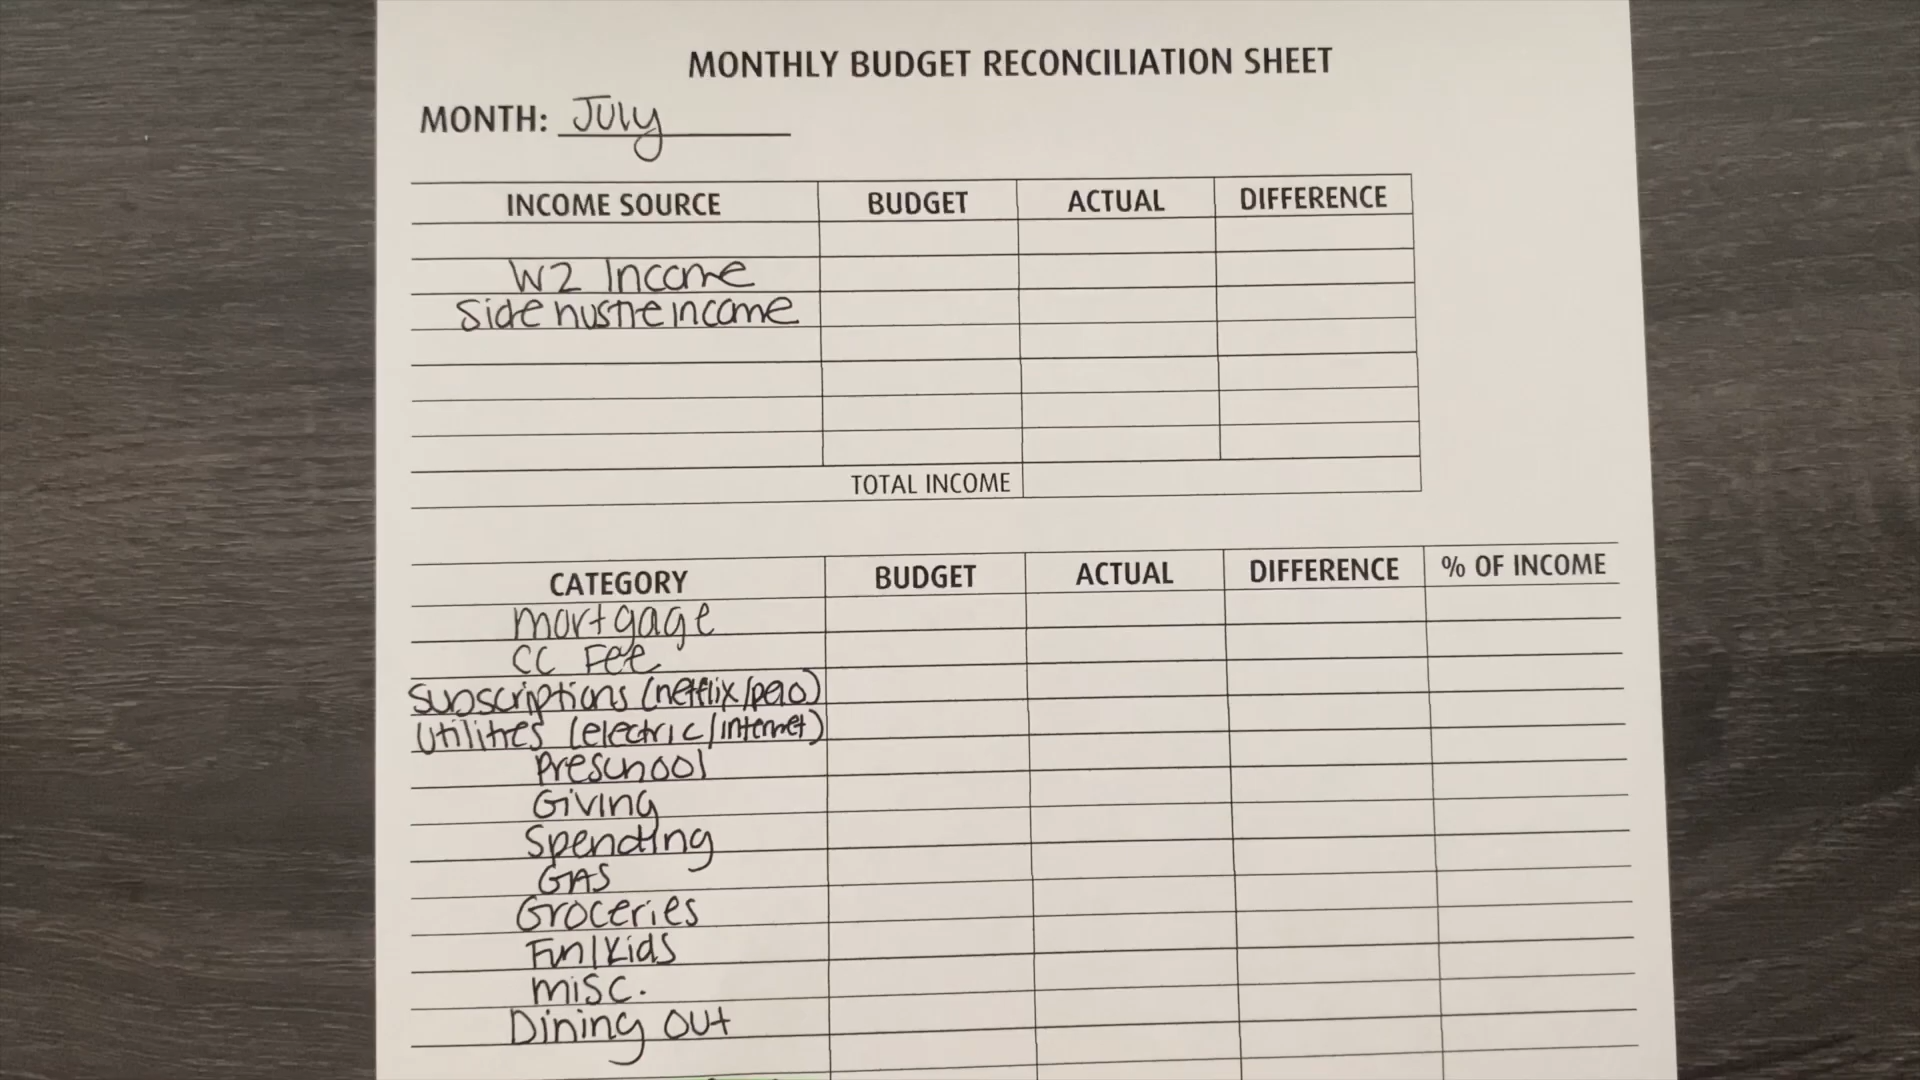 MONTHLY BUDGET RECONCILIATION SHEET
MONTH: July
INCOME SOURCE BUDGET ACTUAL DIFFERENCE
W2 Income
Side hustle income
TOTAL INCOME
CATEGORY BUDGET ACTUAL DIFFERENCE % OF INCOME
mortgage
CC Fee
Subscriptions (netflix/pelo)
Utilities (electric/internet)
Preschool
Giving
Spending
GAS
Groceries
Fun/Kids
misc.
Dining out